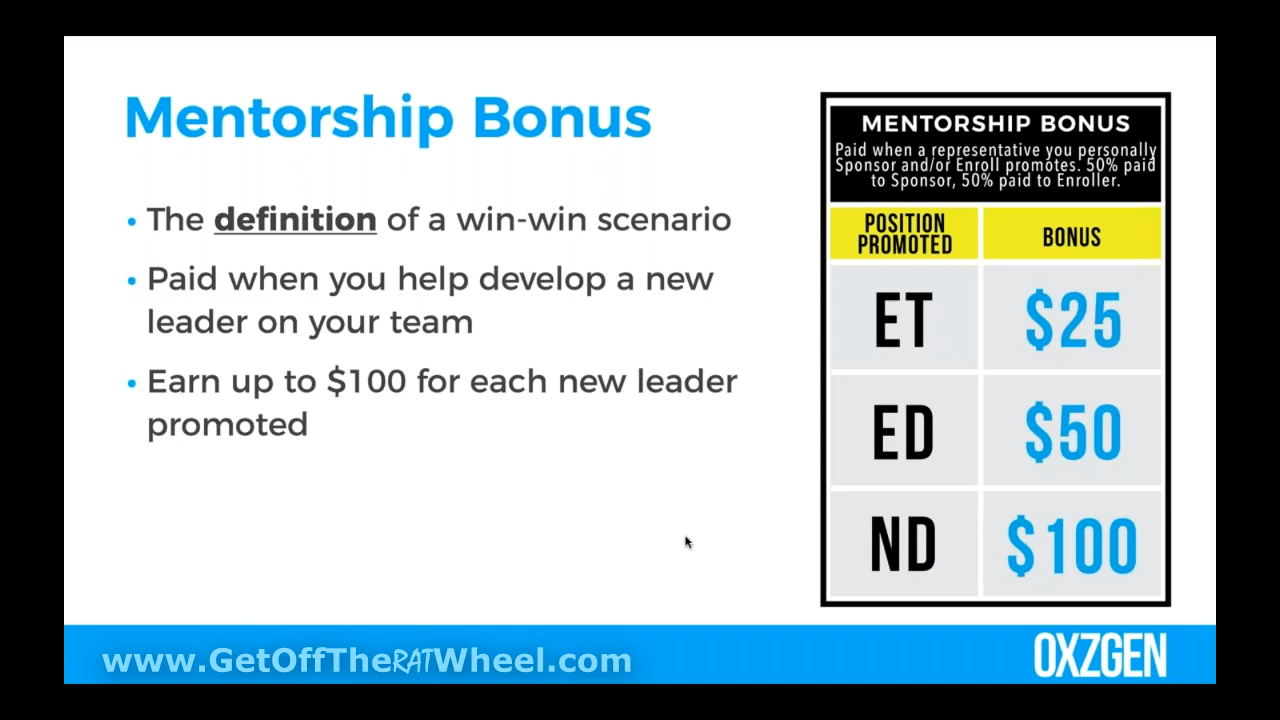 Mentorship Bonus
The definition of a win-win scenario
Paid when you help develop a new
leader on your team
Earn up to $100 for each new leader
promoted
MENTORSHIP BONUS
Paid when a representative you personally
Sponsor and/or Enroll promotes. 50% paid
to Sponsor, 50% paid to Enroller.
POSITION
PROMOTED
BONUS
ET
$25
ED
$50
ND
$100
www.GetOffTheRATWheel.com
OXZGEN